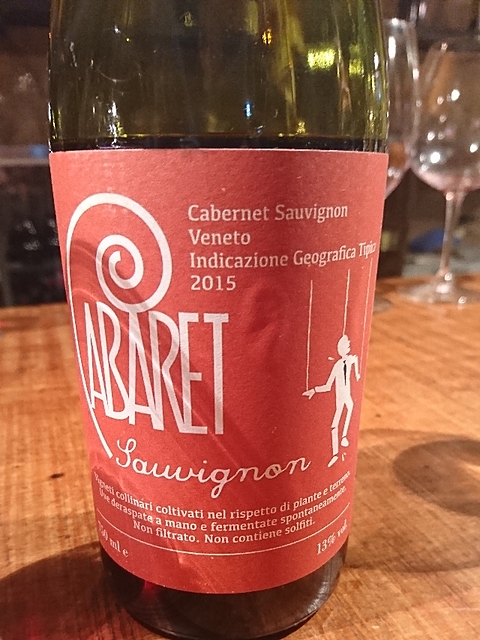 Cabernet Sauvignon
Veneto
Indicazione Geografica Tipica
2015
CABARET
Sauvignon
Vigneti collinari coltivati nel rispetto di piante e terreno.
Uve deraspate a mano e fermentate spontaneamente.
Non filtrato. Non contiene solfiti.
750 ml e
13% vol.